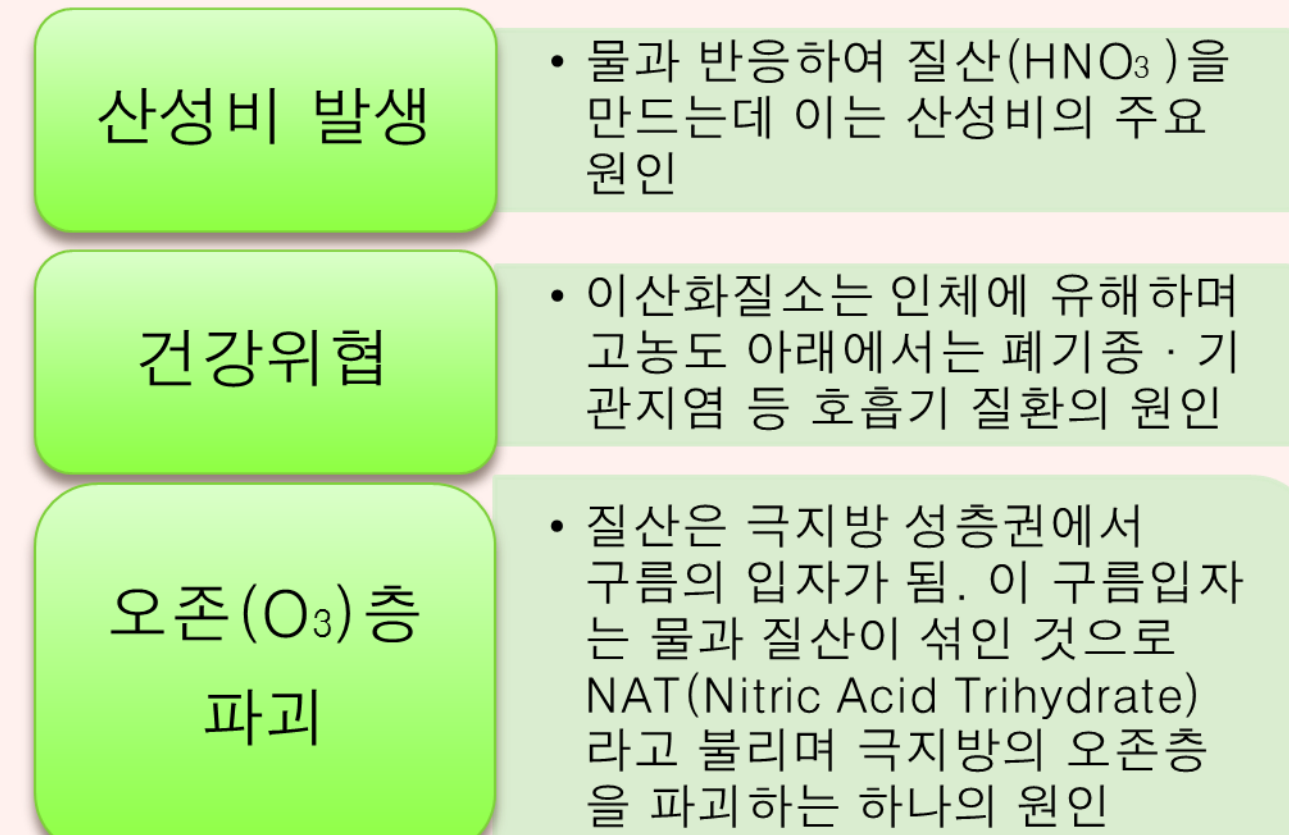 산성비 발생
• 물과 반응하여 질산(HNO₃ )을
만드는데 이는 산성비의 주요
원인
건강위협
• 이산화질소는 인체에 유해하며
고농도 아래에서는 폐기종 · 기
관지염 등 호흡기 질환의 원인
오존(O₃)층
파괴
• 질산은 극지방 성층권에서
구름의 입자가 됨. 이 구름입자
는 물과 질산이 섞인 것으로
NAT(Nitric Acid Trihydrate)
라고 불리며 극지방의 오존층
을 파괴하는 하나의 원인